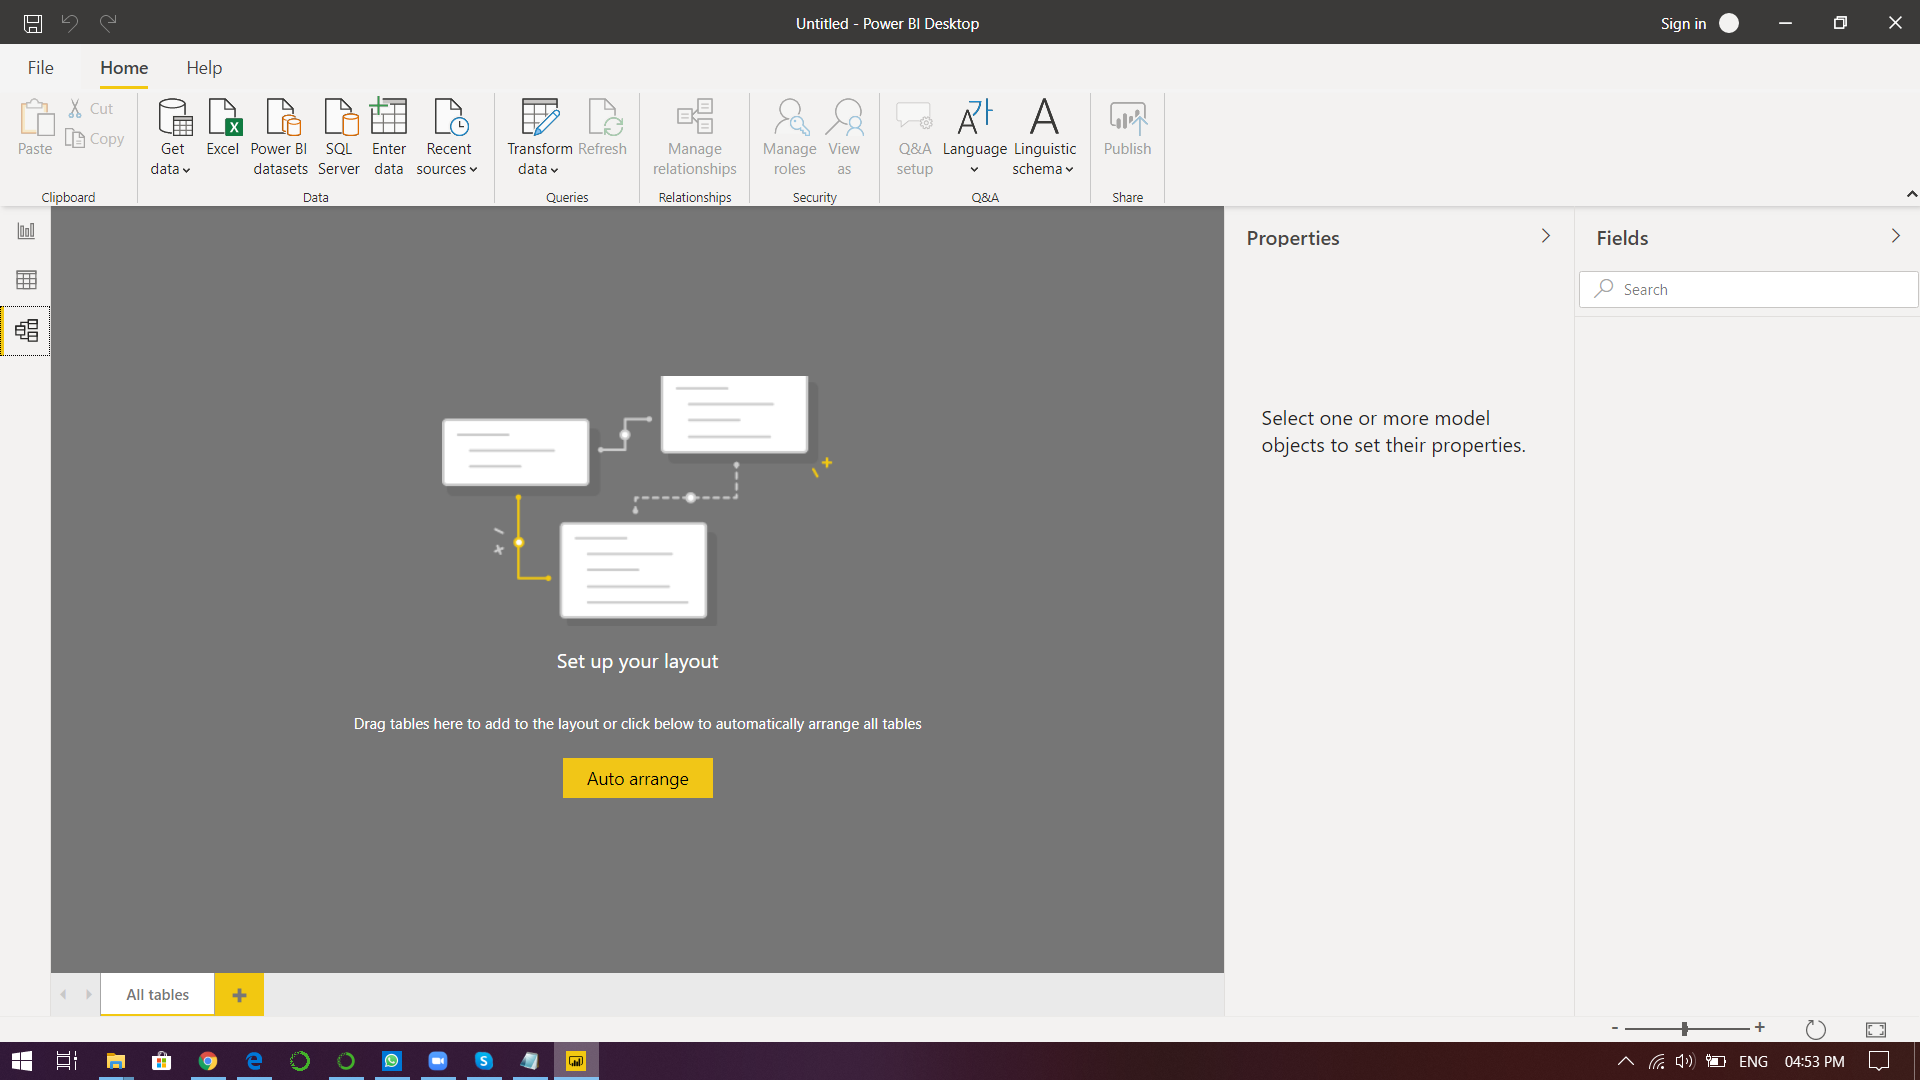 Untitled - Power BI Desktop
Sign in
File
Home
Help
Paste
Cut
Copy
Clipboard
Get data
Excel
Power BI datasets
SQL Server
Enter data
Recent sources
Data
Transform data
Refresh
Queries
Manage relationships
Relationships
Manage roles
View as
Security
Q&A setup
Language
Linguistic schema
Q&A
Publish
Share
Properties
Fields
Search
Select one or more model
objects to set their properties.
Set up your layout
Drag tables here to add to the layout or click below to automatically arrange all tables
Auto arrange
All tables
ENG
04:53 PM